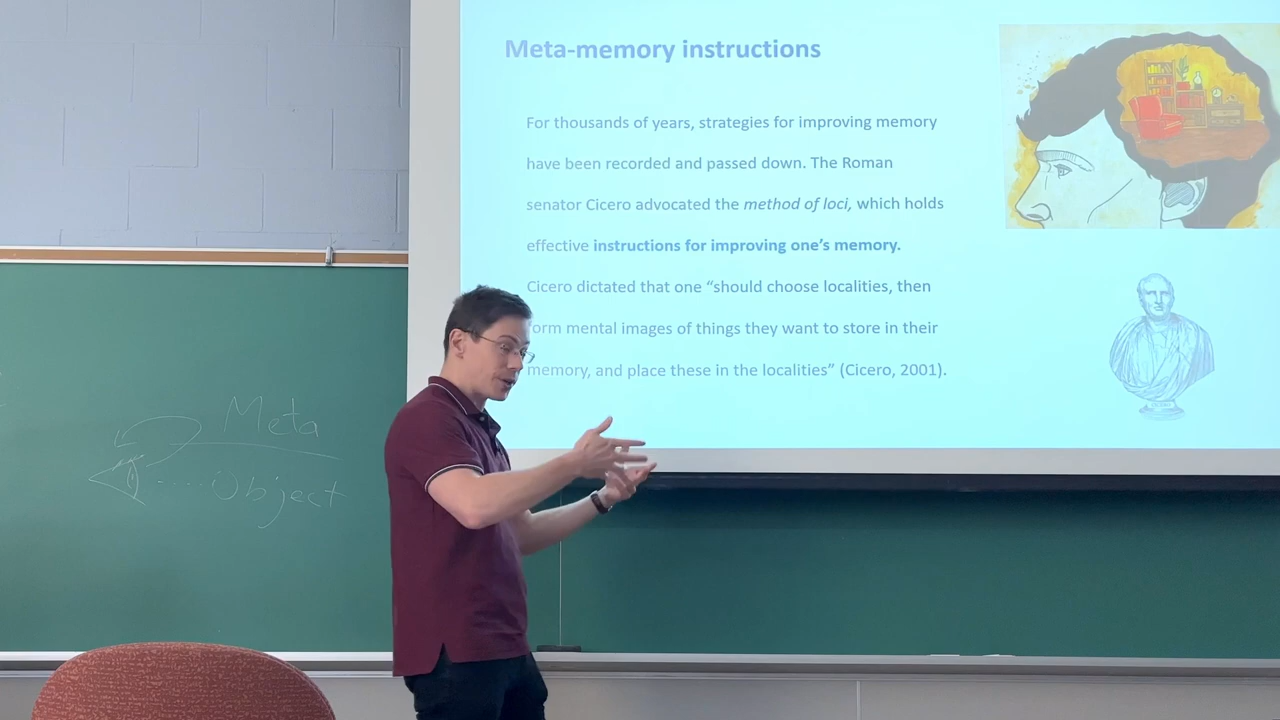 Meta-memory instructions
For thousands of years, strategies for improving memory
have been recorded and passed down. The Roman
senator Cicero advocated the method of loci, which holds
effective instructions for improving one’s memory.
Cicero dictated that one “should choose localities, then
form mental images of things they want to store in their
memory, and place these in the localities” (Cicero, 2001).
Meta
Object